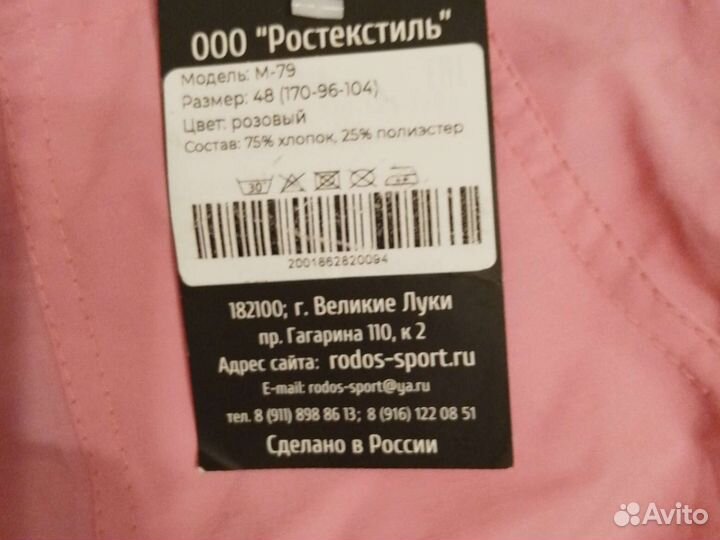 ООО "Ростекстиль"
Модель: М-79
Размер: 48 (170-96-104)
Цвет: розовый
Состав: 75% хлопок, 25% полиэстер
30
2001862820094
182100; г. Великие Луки
пр. Гагарина 110, к 2
Адрес сайта: rodos-sport.ru
E-mail: rodos-sport@ya.ru
тел. 8 (911) 898 86 13; 8 (916) 122 08 51
Сделано в России
Avito